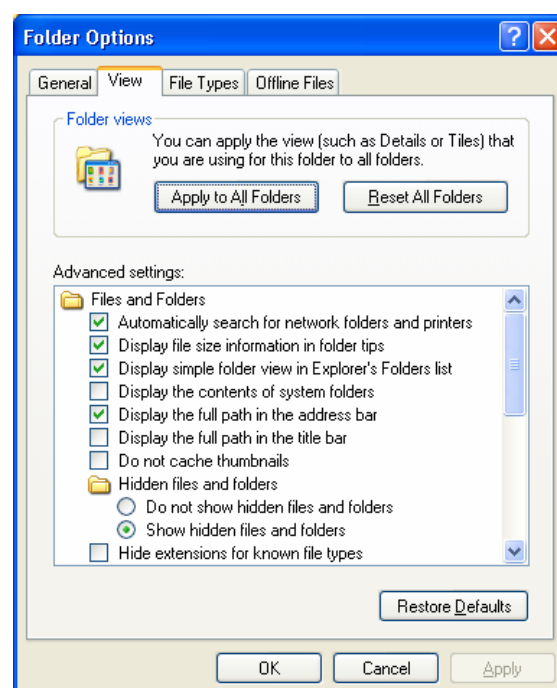 Folder Options
General View File Types Offline Files
Folder views
You can apply the view (such as Details or Tiles) that
you are using for this folder to all folders.
Apply to All Folders Reset All Folders
Advanced settings:
Files and Folders
Automatically search for network folders and printers
Display file size information in folder tips
Display simple folder view in Explorer's Folders list
Display the contents of system folders
Display the full path in the address bar
Display the full path in the title bar
Do not cache thumbnails
Hidden files and folders
Do not show hidden files and folders
Show hidden files and folders
Hide extensions for known file types
Restore Defaults
OK Cancel Apply